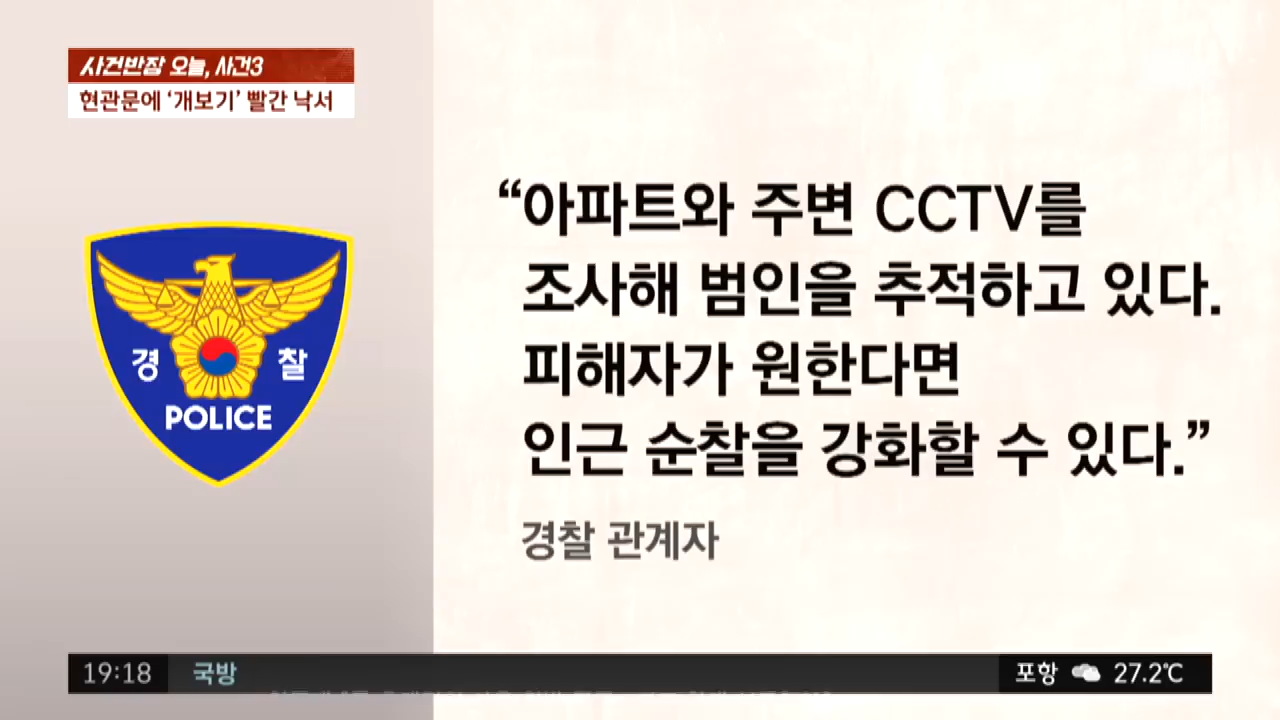 사건반장 오늘, 사건3
현관문에 ‘개보기’ 빨간 낙서
“아파트와 주변 CCTV를
조사해 범인을 추적하고 있다.
피해자가 원한다면
인근 순찰을 강화할 수 있다.”
경찰 관계자
경찰
POLICE
19:18 국방 포항 27.2℃